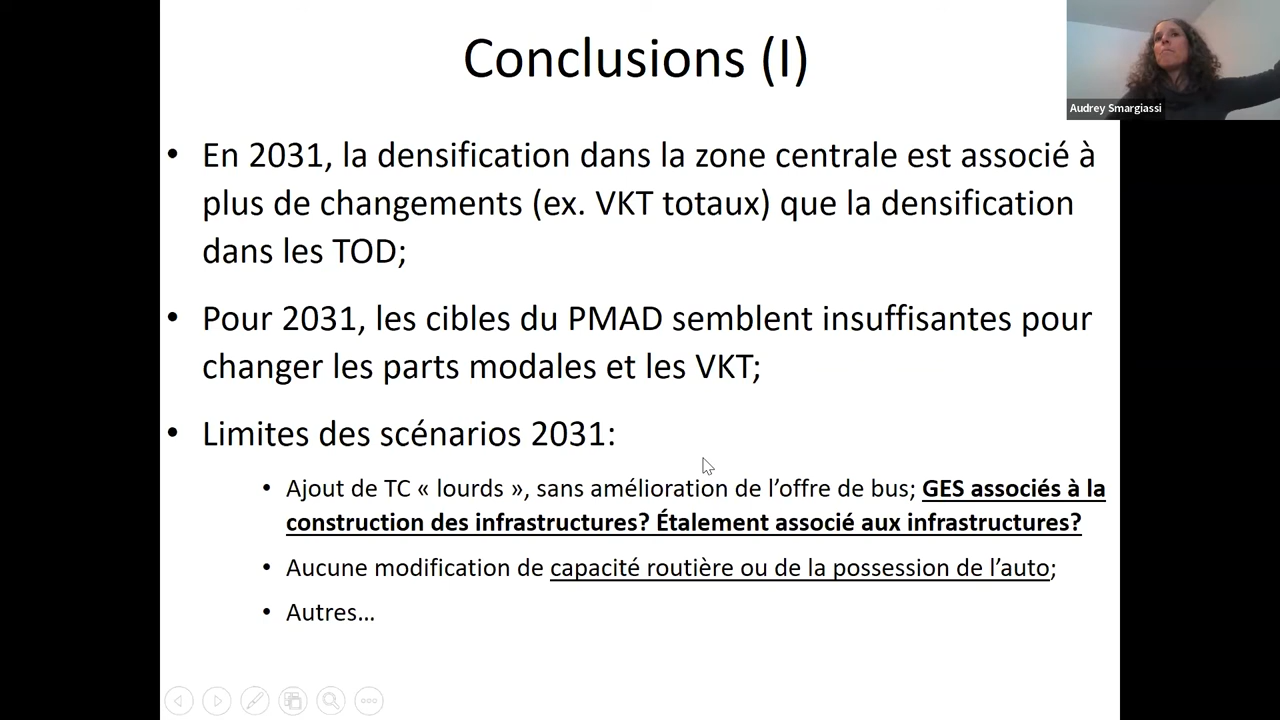 Conclusions (I)
Audrey Smargiassi
• En 2031, la densification dans la zone centrale est associé à
plus de changements (ex. VKT totaux) que la densification
dans les TOD;
• Pour 2031, les cibles du PMAD semblent insuffisantes pour
changer les parts modales et les VKT;
• Limites des scénarios 2031:
• Ajout de TC « lourds », sans amélioration de l’offre de bus; GES associés à la
construction des infrastructures? Étalement associé aux infrastructures?
• Aucune modification de capacité routière ou de la possession de l’auto;
• Autres…